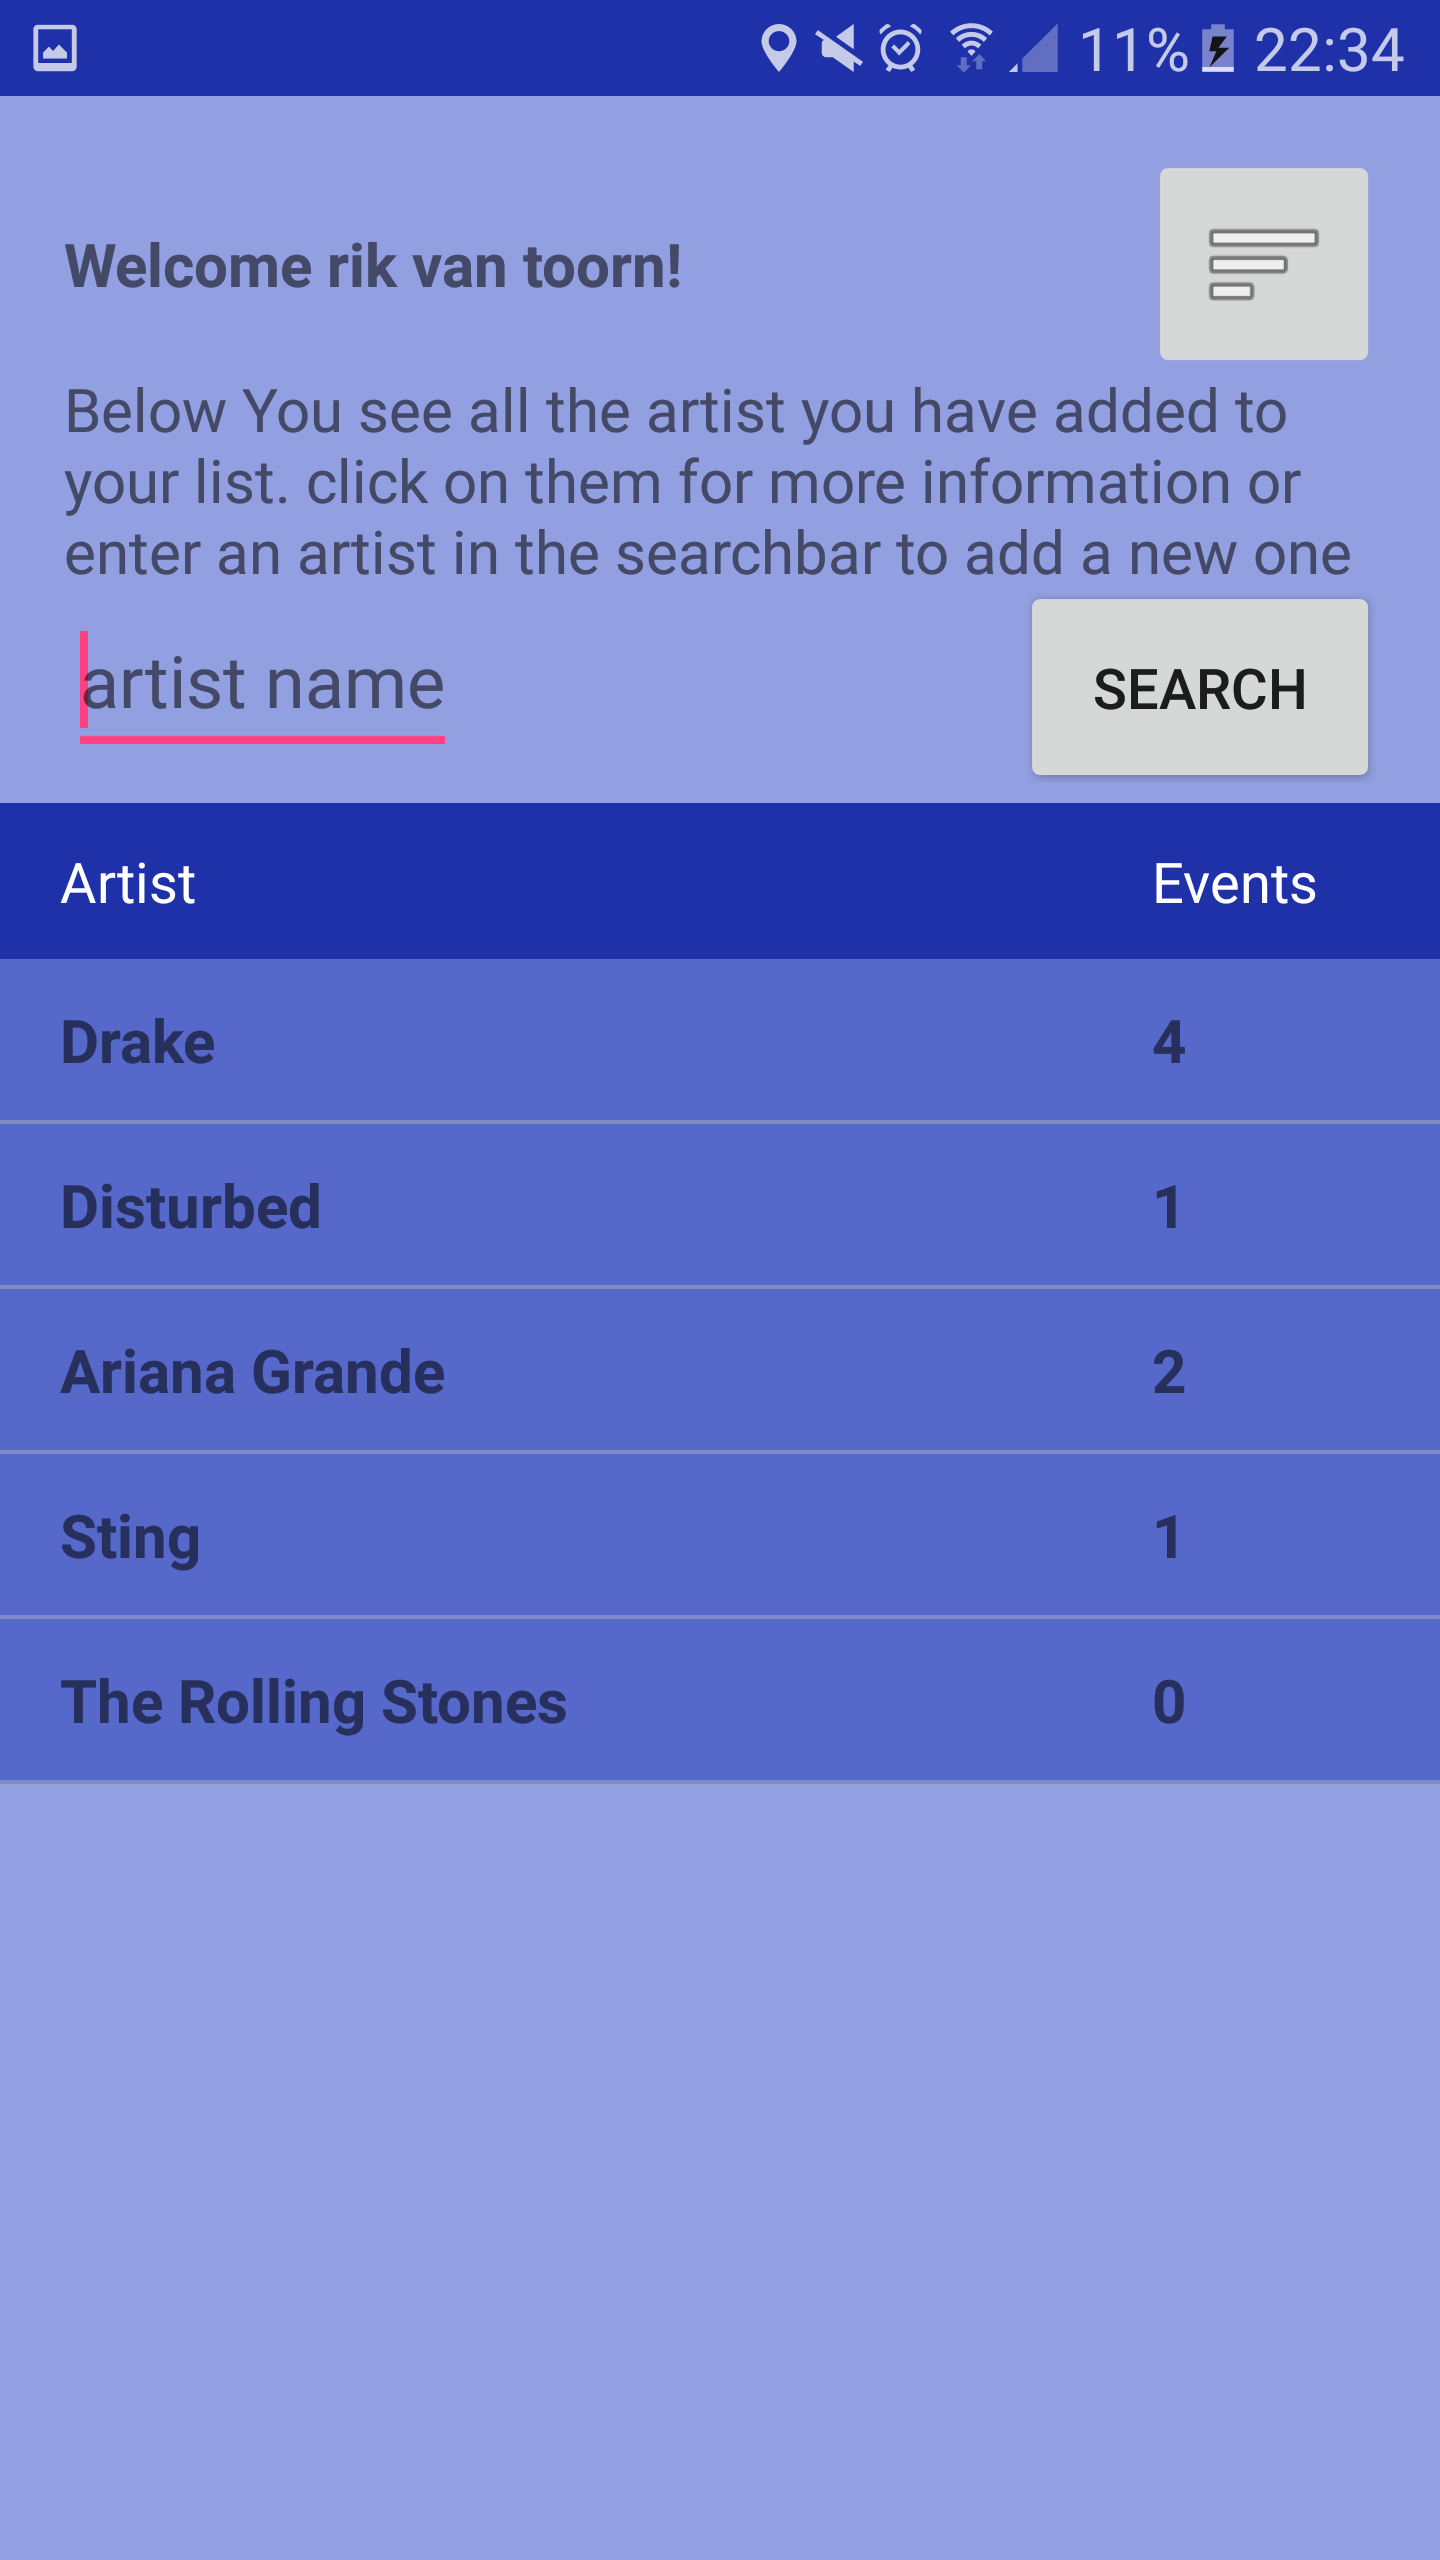 11% 22:34
Welcome rik van toorn!
Below You see all the artist you have added to
your list. click on them for more information or
enter an artist in the searchbar to add a new one
artist name
SEARCH
Artist Events
Drake 4
Disturbed 1
Ariana Grande 2
Sting 1
The Rolling Stones 0